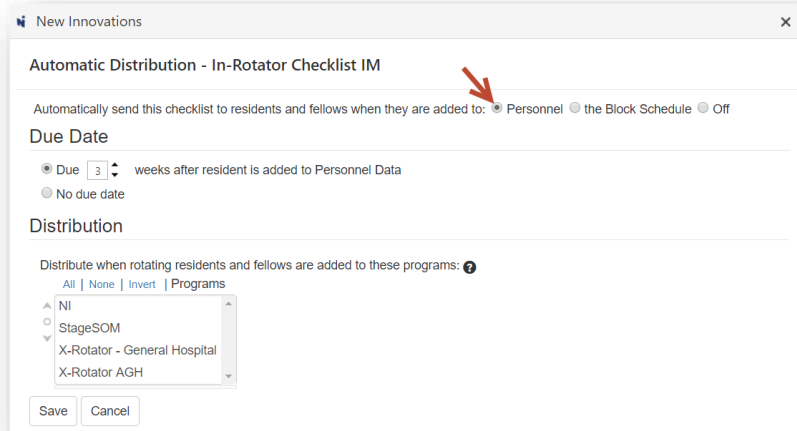 New Innovations
Automatic Distribution - In-Rotator Checklist IM
Automatically send this checklist to residents and fellows when they are added to: Personnel the Block Schedule Off
Due Date
Due 3 weeks after resident is added to Personnel Data
No due date
Distribution
Distribute when rotating residents and fellows are added to these programs: ?
All | None | Invert | Programs
NI
StageSOM
X-Rotator - General Hospital
X-Rotator AGH
Save Cancel